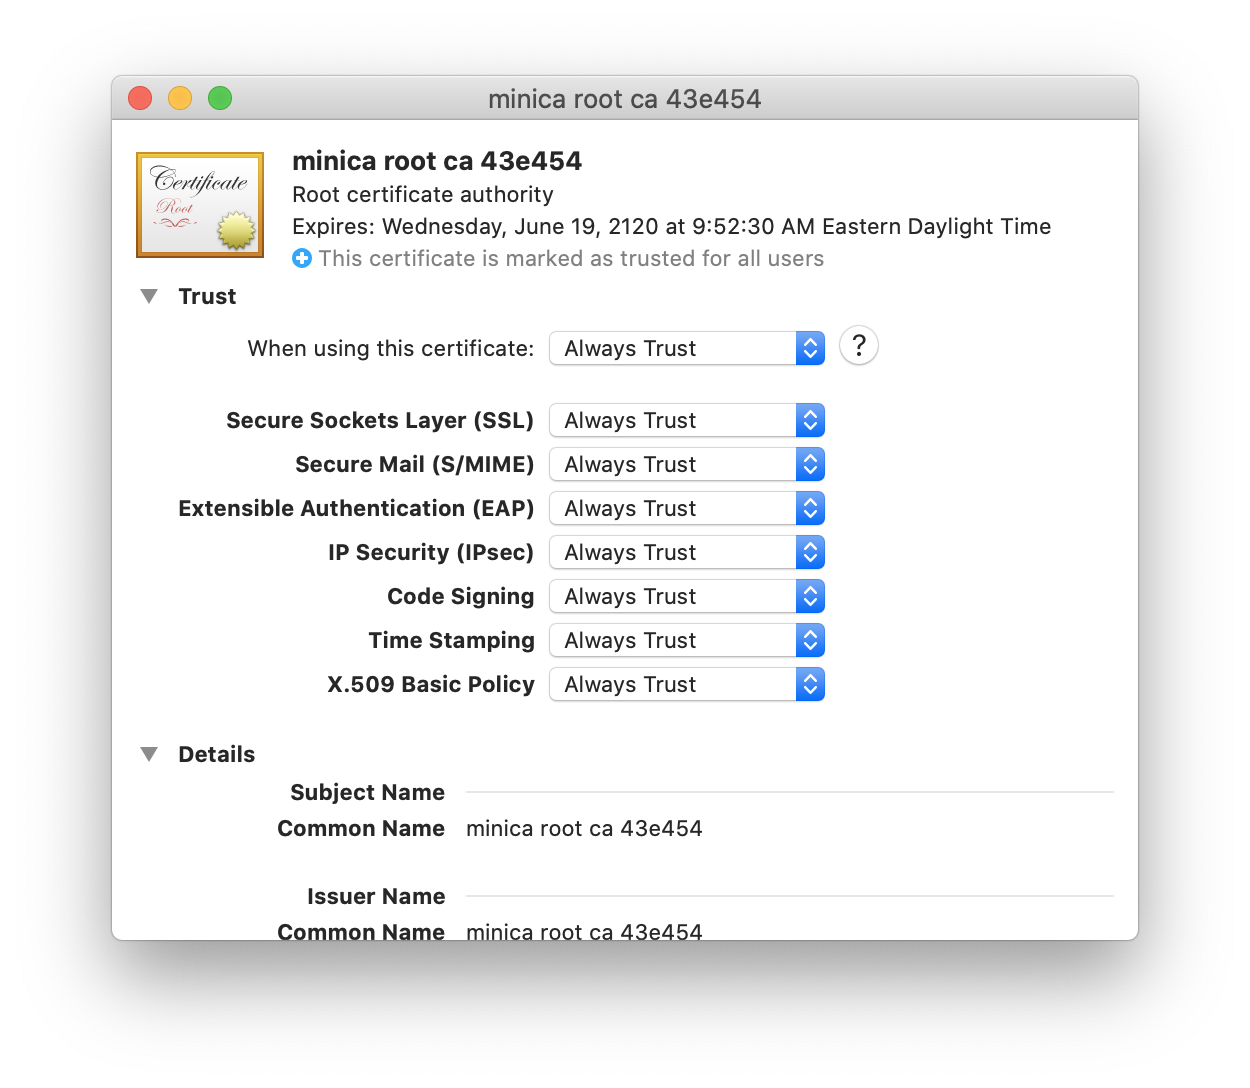 minica root ca 43e454
Certificate
Root
minica root ca 43e454
Root certificate authority
Expires: Wednesday, June 19, 2120 at 9:52:30 AM Eastern Daylight Time
This certificate is marked as trusted for all users
Trust
When using this certificate: Always Trust ?
Secure Sockets Layer (SSL) Always Trust
Secure Mail (S/MIME) Always Trust
Extensible Authentication (EAP) Always Trust
IP Security (IPsec) Always Trust
Code Signing Always Trust
Time Stamping Always Trust
X.509 Basic Policy Always Trust
Details
Subject Name
Common Name minica root ca 43e454
Issuer Name
Common Name minica root ca 43e454